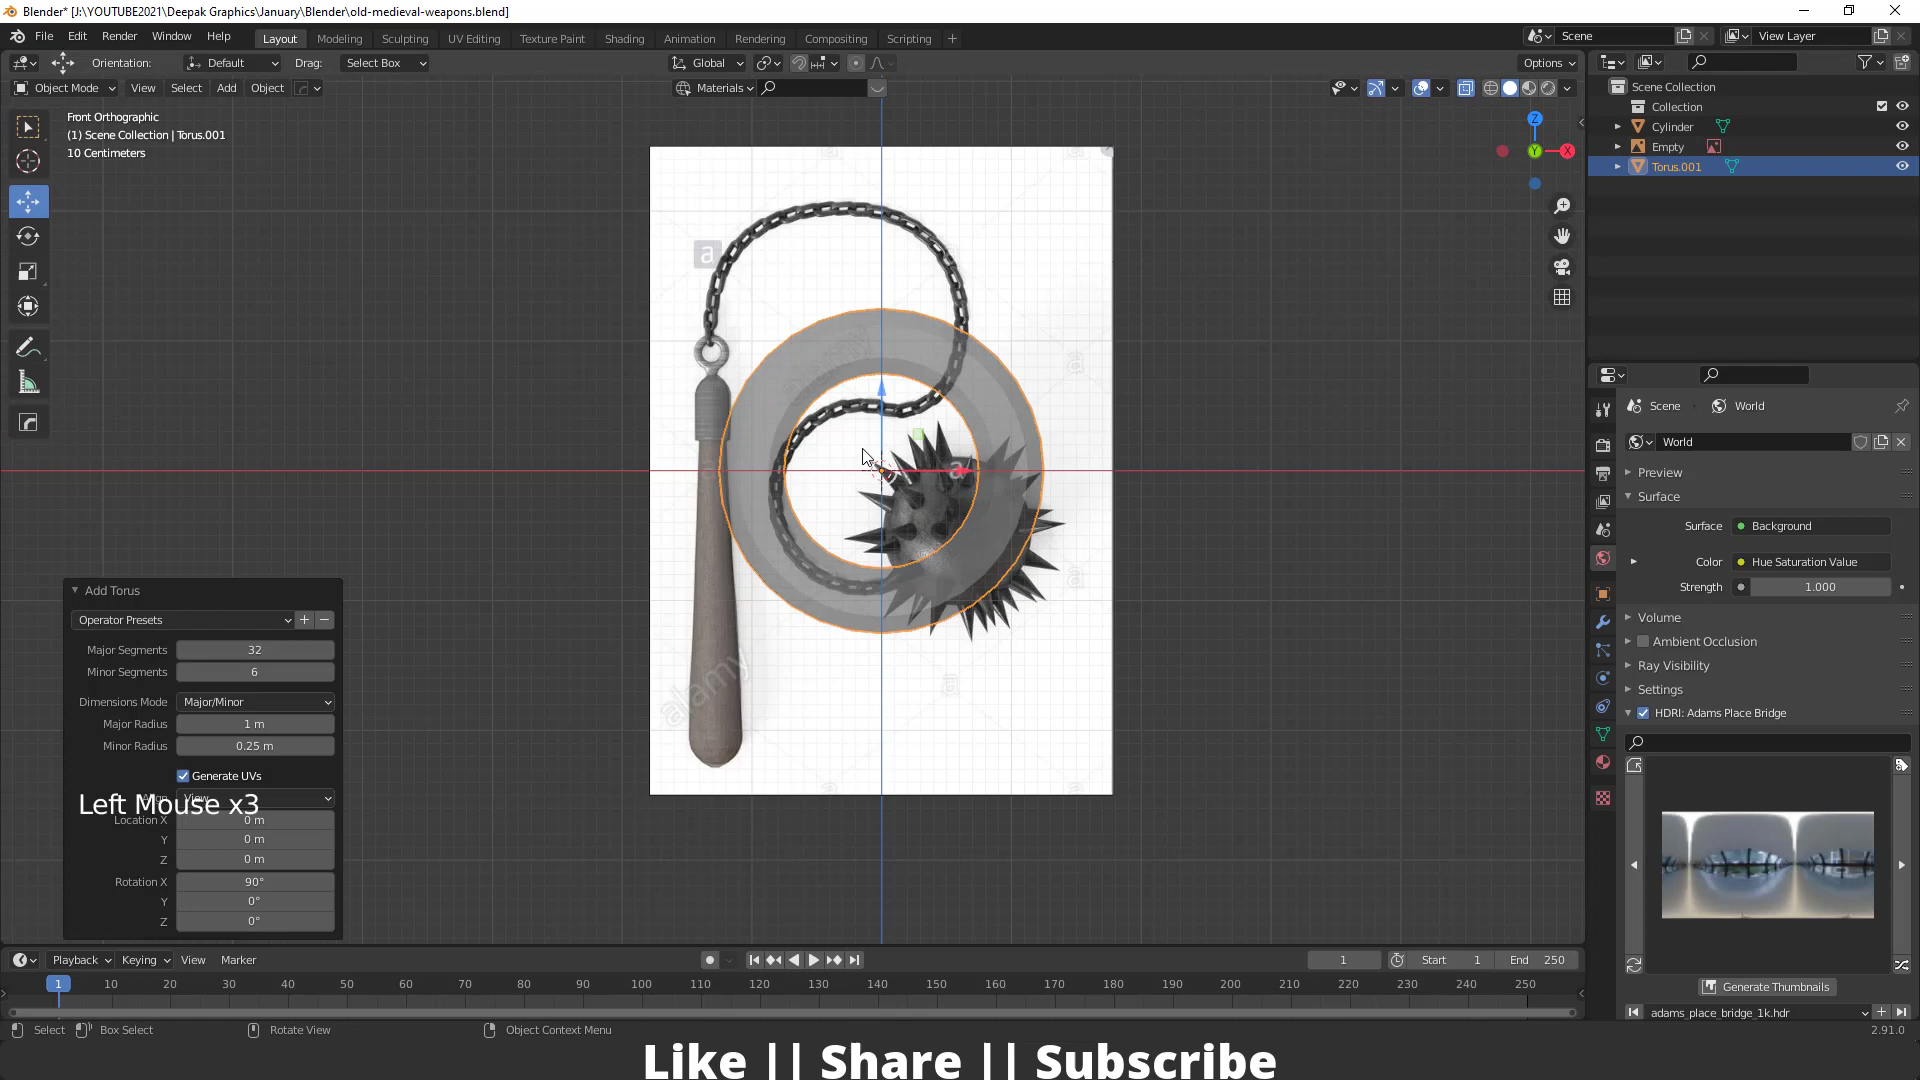 Blender* [J:\YOUTUBE2021\Deepak Graphics\January\Blender\old-medieval-weapons.blend]
File Edit Render Window Help Layout Modeling Sculpting UV Editing Texture Paint Shading Animation Rendering Compositing Scripting + Scene View Layer
Orientation: Default Drag: Select Box Global Options
Object Mode View Select Add Object Materials
Front Orthographic
(1) Scene Collection | Torus.001
10 Centimeters
Z
Y
X
Scene Collection
Collection
Cylinder
Empty
Torus.001
Scene World
World
Preview
Surface
Surface Background
Color Hue Saturation Value
Strength 1.000
Volume
Ambient Occlusion
Ray Visibility
Settings
HDRI: Adams Place Bridge
Generate Thumbnails
adams_place_bridge_1k.hdr
a
a
alamy
Add Torus
Operator Presets
Major Segments 32
Minor Segments 6
Dimensions Mode Major/Minor
Major Radius 1 m
Minor Radius 0.25 m
Generate UVs
Align View
Left Mouse x3
Location X 0 m
Y 0 m
Z 0 m
Rotation X 90°
Y 0°
Z 0°
Playback Keying View Marker 1 Start 1 End 250
1 10 20 30 40 50 60 70 80 90 100 110 120 130 140 150 160 170 180 190 200 210 220 230 240 250
Select Box Select Rotate View Object Context Menu 2.91.0
Like || Share || Subscribe